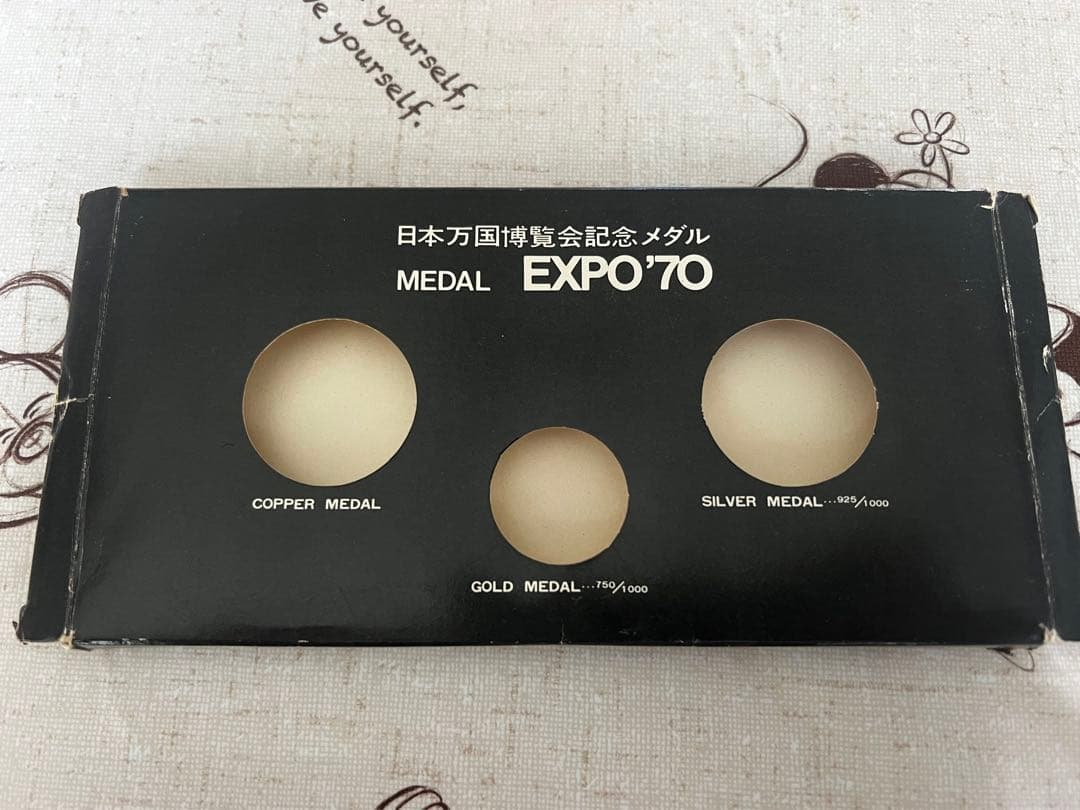 yourself,
e yourself.
日本万国博覧会記念メダル
MEDAL EXPO'70
COPPER MEDAL
SILVER MEDAL…925/1000
GOLD MEDAL…750/1000